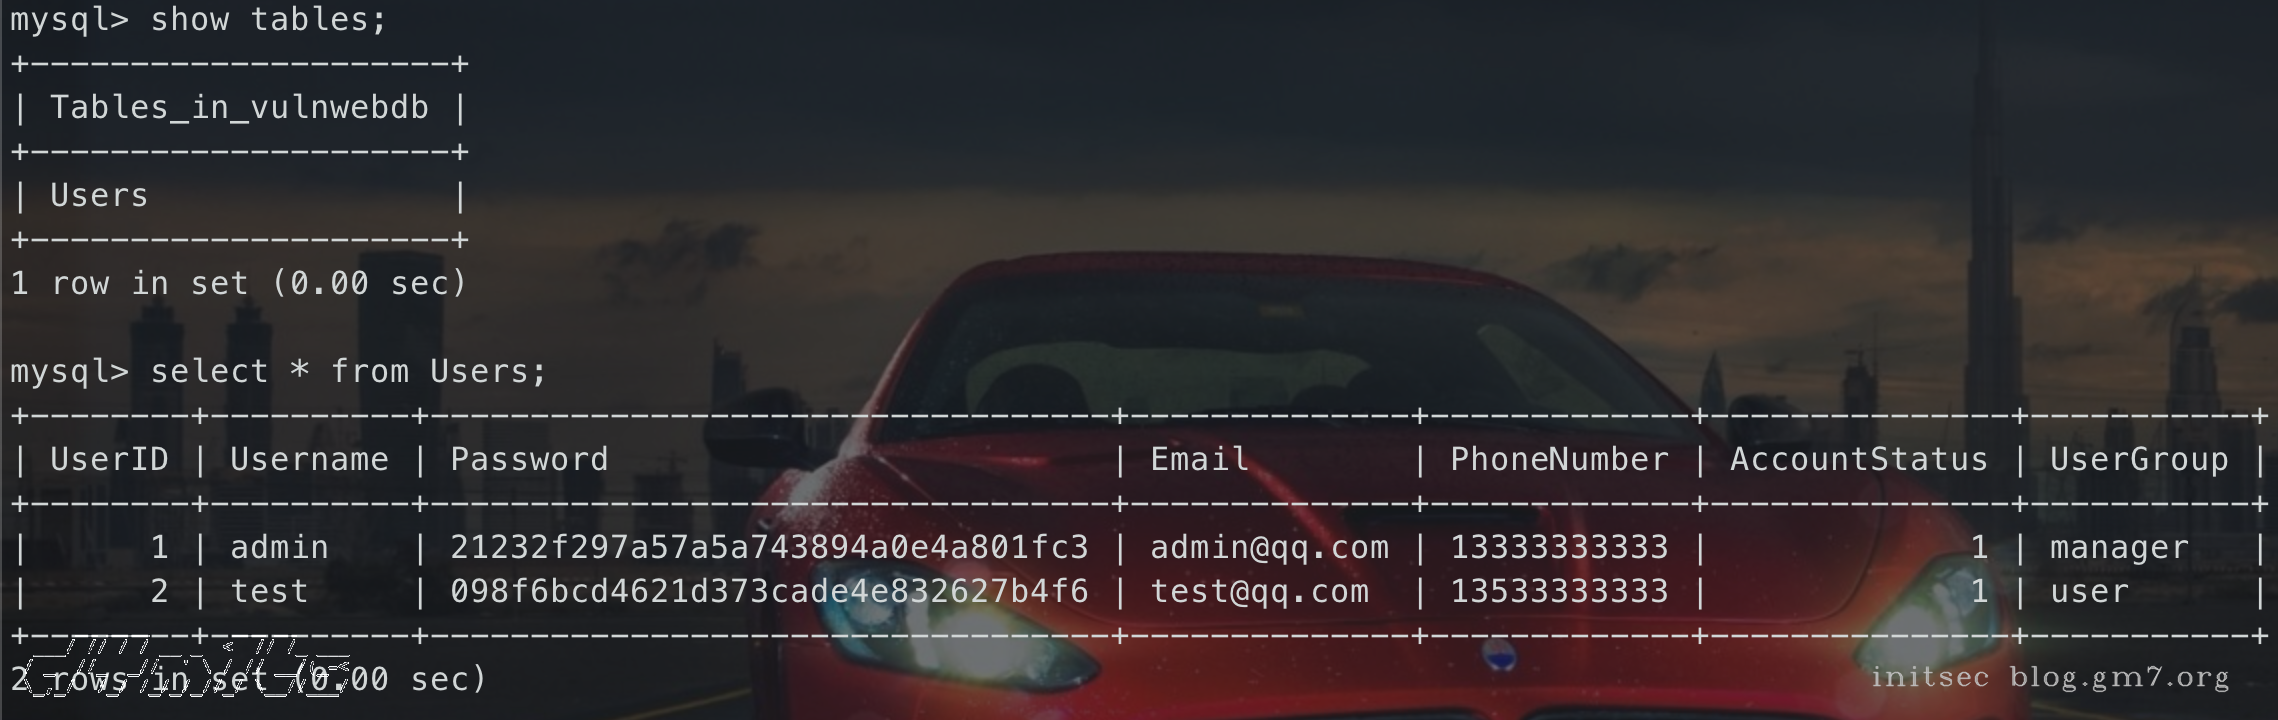 mysql> show tables;
+---------------------+
| Tables_in_vulnwebdb |
+---------------------+
| Users               |
+---------------------+
1 row in set (0.00 sec)
mysql> select * from Users;
+--------+----------+----------------------------------+--------------+-------------+---------------+-----------+
| UserID | Username | Password                         | Email        | PhoneNumber | AccountStatus | UserGroup |
+--------+----------+----------------------------------+--------------+-------------+---------------+-----------+
|      1 | admin    | 21232f297a57a5a743894a0e4a801fc3 | admin@qq.com | 13333333333 |             1 | manager   |
|      2 | test     | 098f6bcd4621d373cade4e832627b4f6 | test@qq.com  | 13533333333 |             1 | user      |
+--------+----------+----------------------------------+--------------+-------------+---------------+-----------+
2 rows in set (0.00 sec)
initsec blog.gm7.org